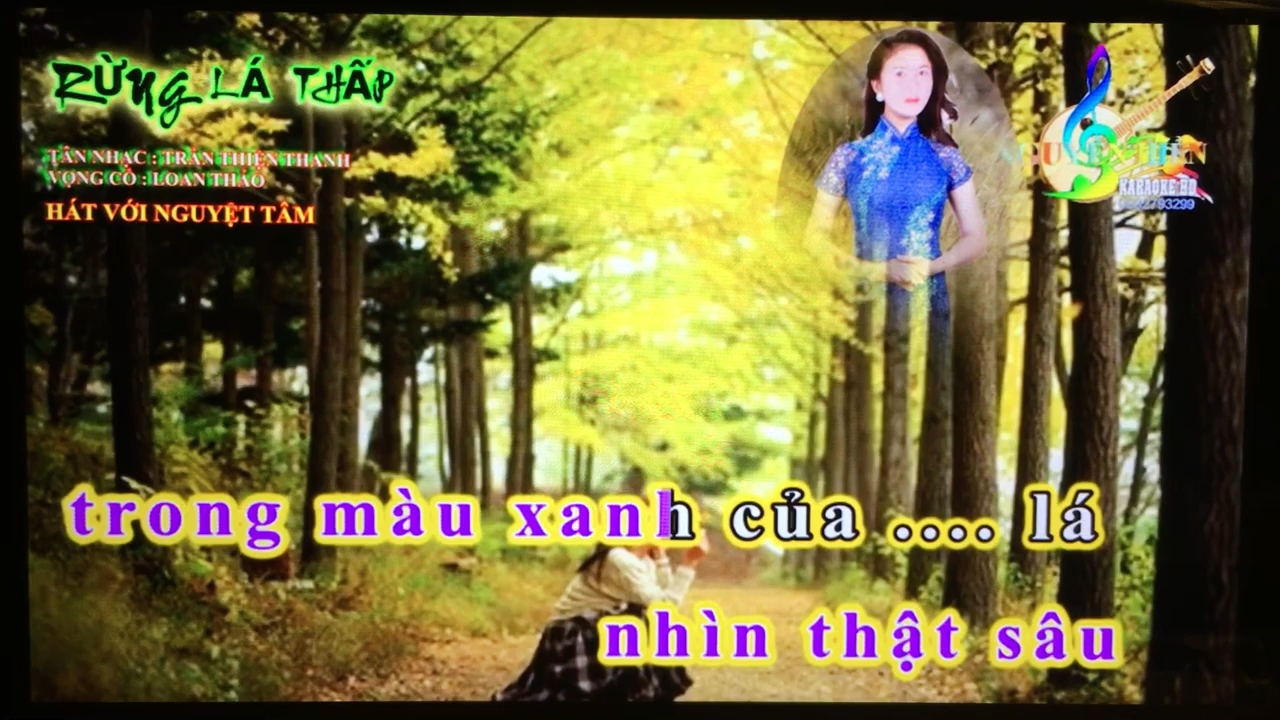 RỪNG LÁ THẤP
TÂN NHẠC : TRẦN THIỆN THANH
VỌNG CỔ : LOAN THẢO
HÁT VỚI NGUYỆT TÂM
KARAOKE HD
trong màu xanh của .... lá
nhìn thật sâu